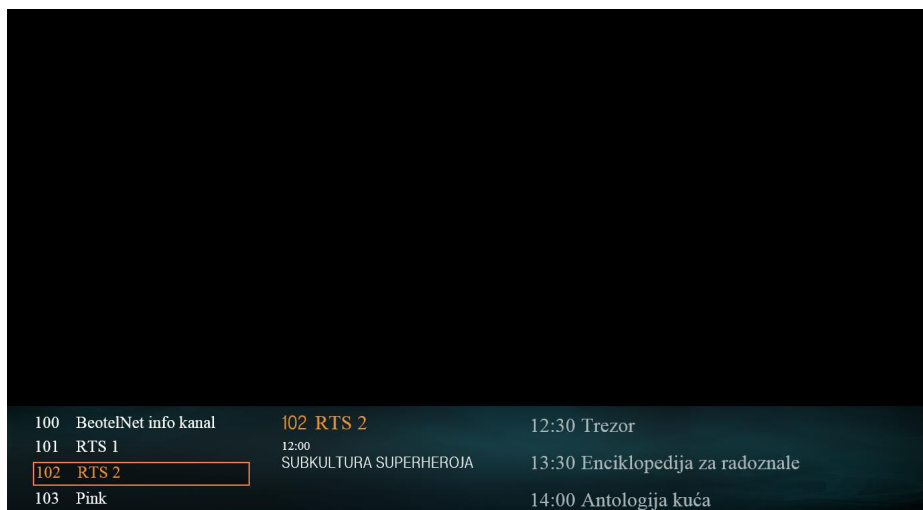 100 BeotelNet info kanal
101 RTS 1
102 RTS 2
103 Pink
102 RTS 2
12:00
SUBKULTURA SUPERHEROJA
12:30 Trezor
13:30 Enciklopedija za radoznale
14:00 Antologija kuća